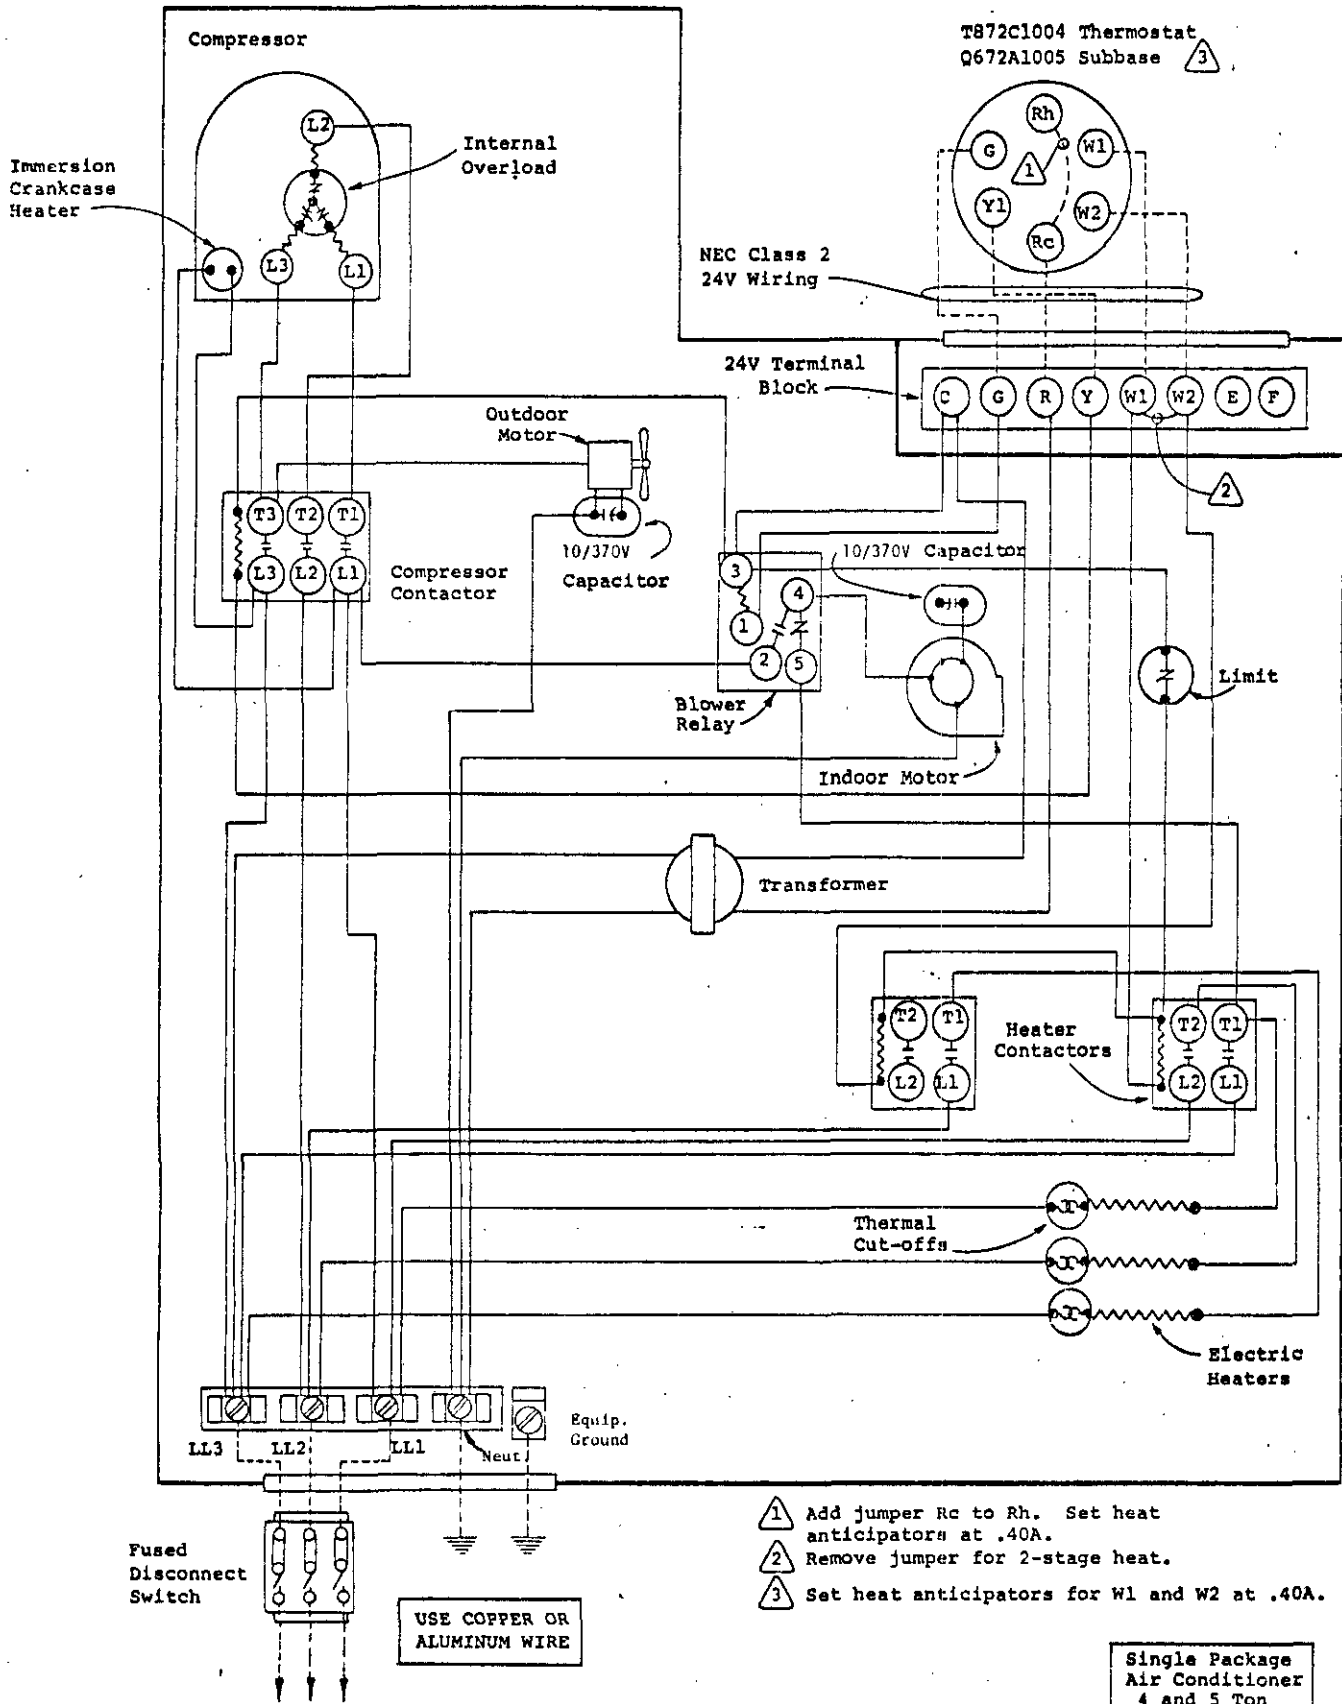 Compressor
T872C1004 Thermostat
Q672A1005 Subbase 3
L2
Internal
Overload
Immersion
Crankcase
Heater
L3
L1
Rh
G
W1
1
Y1
W2
Rc
NEC Class 2
24V Wiring
24V Terminal
Block
C G R Y W1 W2 E F
2
Outdoor
Motor
10/370V
Capacitor
T3 T2 T1
L3 L2 L1
Compressor
Contactor
10/370V Capacitor
3
4
1
2
5
Blower
Relay
Limit
Indoor Motor
Transformer
T2 T1
L2 L1
Heater
Contactors
T2 T1
L2 L1
Thermal
Cut-offs
Electric
Heaters
LL3 LL2 LL1
Neut
Equip.
Ground
Fused
Disconnect
Switch
USE COPPER OR
ALUMINUM WIRE
1 Add jumper Rc to Rh. Set heat
anticipators at .40A.
2 Remove jumper for 2-stage heat.
3 Set heat anticipators for W1 and W2 at .40A.
Single Package
Air Conditioner
4 and 5 Ton